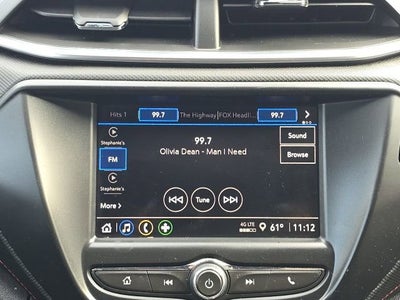 Hits 1 99.7 The Highway FOX Headl... 99.7
Stephanie's
99.7
Sound
FM
Olivia Dean - Man I Need
Browse
Stephanie's
Tune
More >
4G LTE
61° 11:12